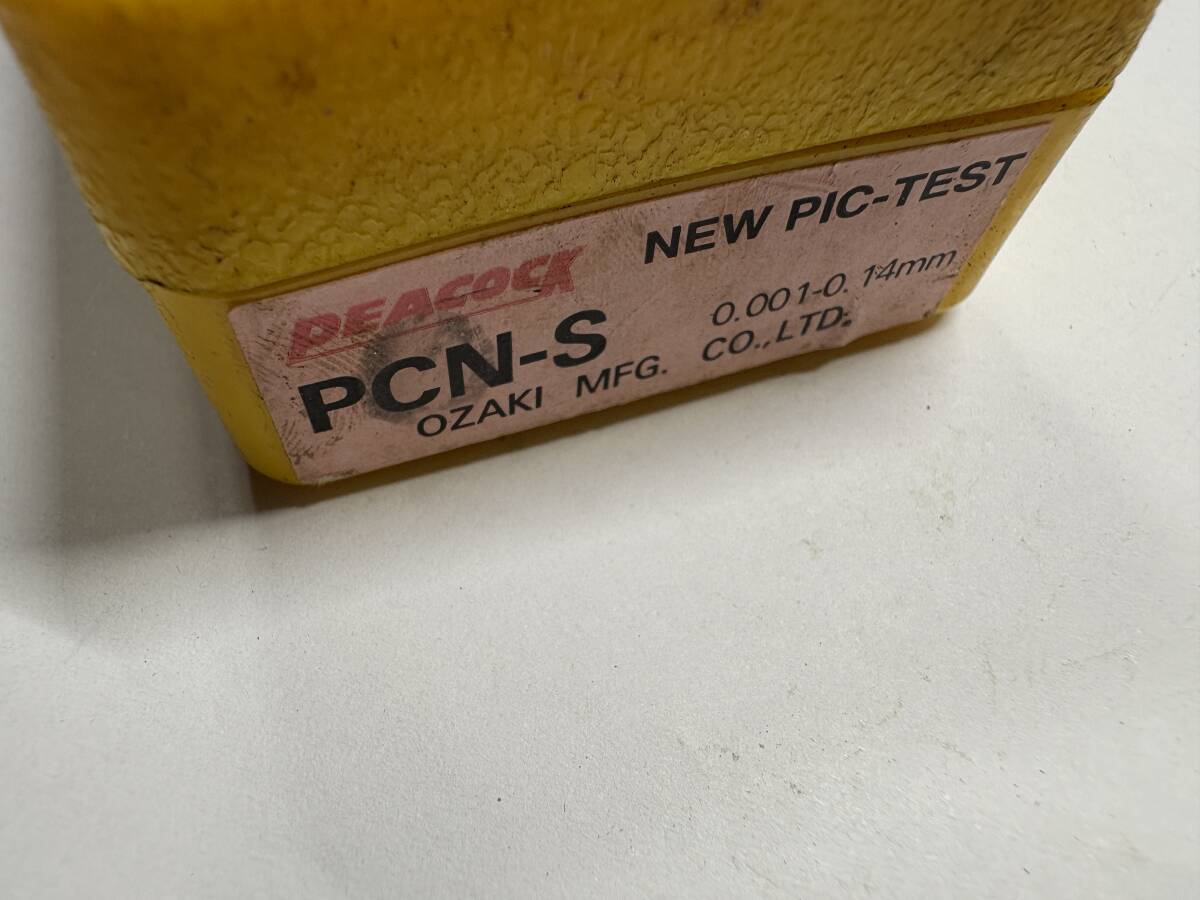 PEACOCK NEW PIC-TEST
PCN-S 0.001-0.14mm
OZAKI MFG. CO.,LTD.